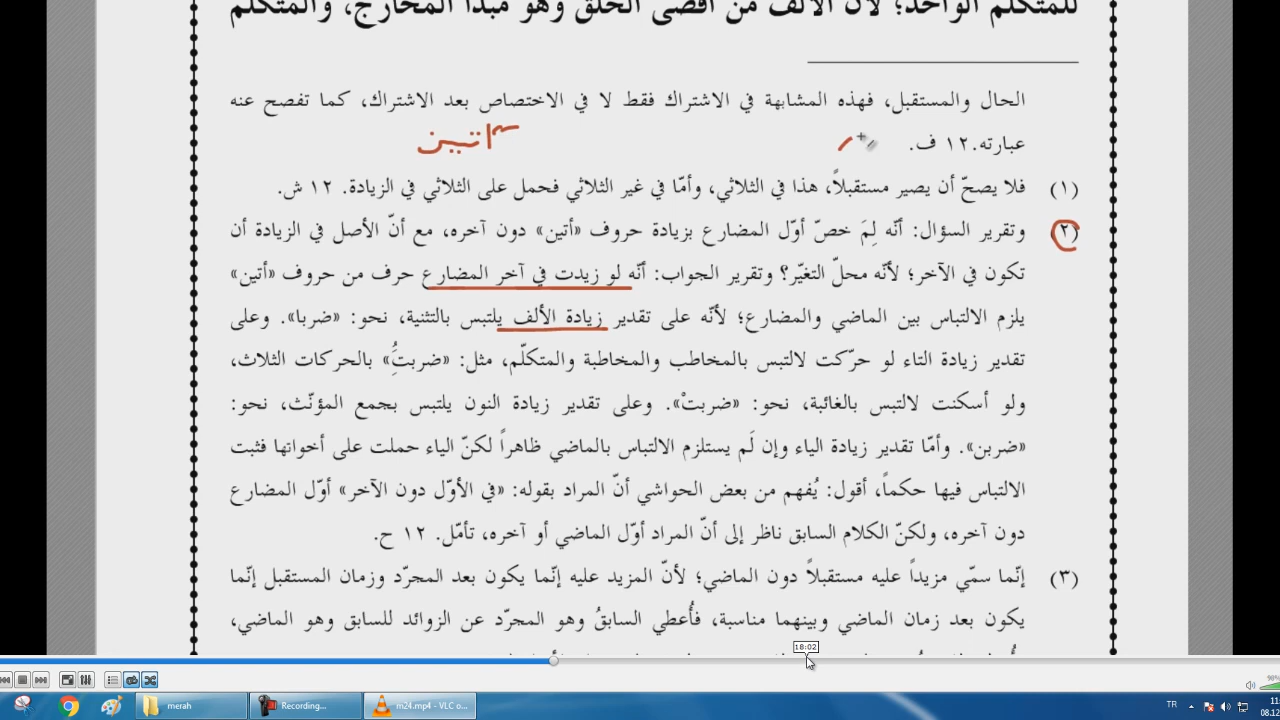 للمتكلم الواحد؛ لأن الألف من أقصى الحلق وهو مبدأ المخارج، والمتكلم
الحال والمستقبل، فهذه المشابهة في الاشتراك فقط لا في الاختصاص بعد الاشتراك، كما تفصح عنه
عبارته. ١٢ ف.
(١) فلا يصحّ أن يصير مستقبلاً، هذا في الثلاثي، وأمّا في غير الثلاثي فحمل على الثلاثي في الزيادة. ١٢ ش.
(٢) وتقرير السؤال: أنّه لِمَ خصّ أوّل المضارع بزيادة حروف «أتين» دون آخره، مع أنّ الأصل في الزيادة أن
تكون في الآخر؛ لأنّه محلّ التغيّر؟ وتقرير الجواب: أنّه لو زيدت في آخر المضارع حرف من حروف «أتين»
يلزم الالتباس بين الماضي والمضارع؛ لأنّه على تقدير زيادة الألف يلتبس بالتثنية، نحو: «ضربا». وعلى
تقدير زيادة التاء لو حرّكت لالتبس بالمخاطب والمخاطبة والمتكلّم، مثل: «ضربتَُِ» بالحركات الثلاث،
ولو أسكنت لالتبس بالغائبة، نحو: «ضربتْ». وعلى تقدير زيادة النون يلتبس بجمع المؤنّث، نحو:
«ضربن». وأمّا تقدير زيادة الياء وإن لَم يستلزم الالتباس بالماضي ظاهراً لكنّ الياء حملت على أخواتها فثبت
الالتباس فيها حكماً، أقول: يُفهم من بعض الحواشي أنّ المراد بقوله: «في الأوّل دون الآخر» أوّل المضارع
دون آخره، ولكنّ الكلام السابق ناظر إلى أنّ المراد أوّل الماضي أو آخره، تأمّل. ١٢ ح.
(٣) إنّما سمّي مزيداً عليه مستقبلاً دون الماضي؛ لأنّ المزيد عليه إنّما يكون بعد المجرّد وزمان المستقبل إنّما
يكون بعد زمان الماضي وبينهما مناسبة، فأُعطي السابقُ وهو المجرّد عن الزوائد للسابق وهو الماضي،
18:02
merah
Recording...
m24.mp4 - VLC o...
TR
11
08.12